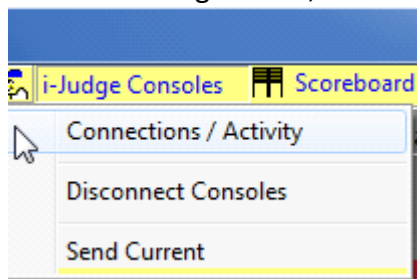 i-Judge Consoles Scoreboard
Connections / Activity
Disconnect Consoles
Send Current